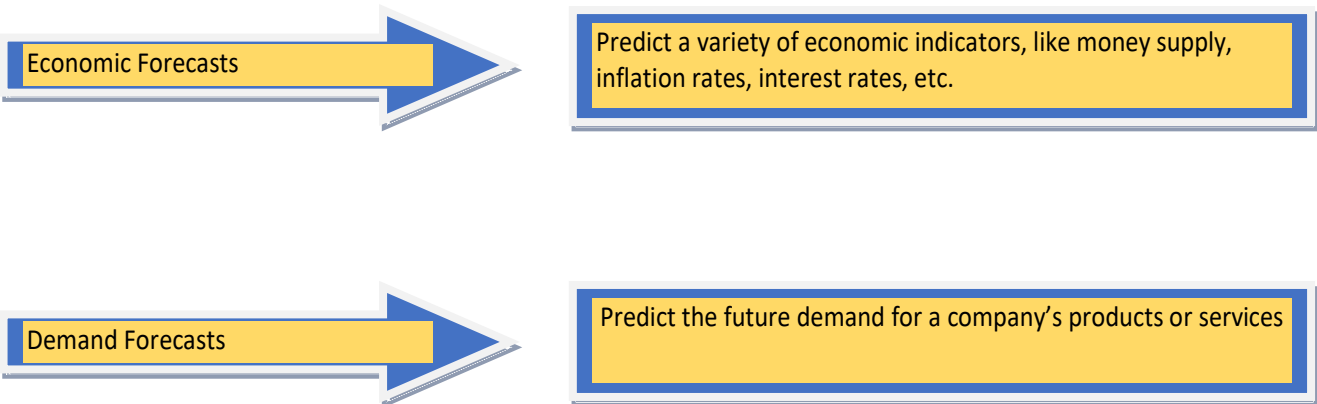 Economic Forecasts
Predict a variety of economic indicators, like money supply,
inflation rates, interest rates, etc.
Demand Forecasts
Predict the future demand for a company’s products or services